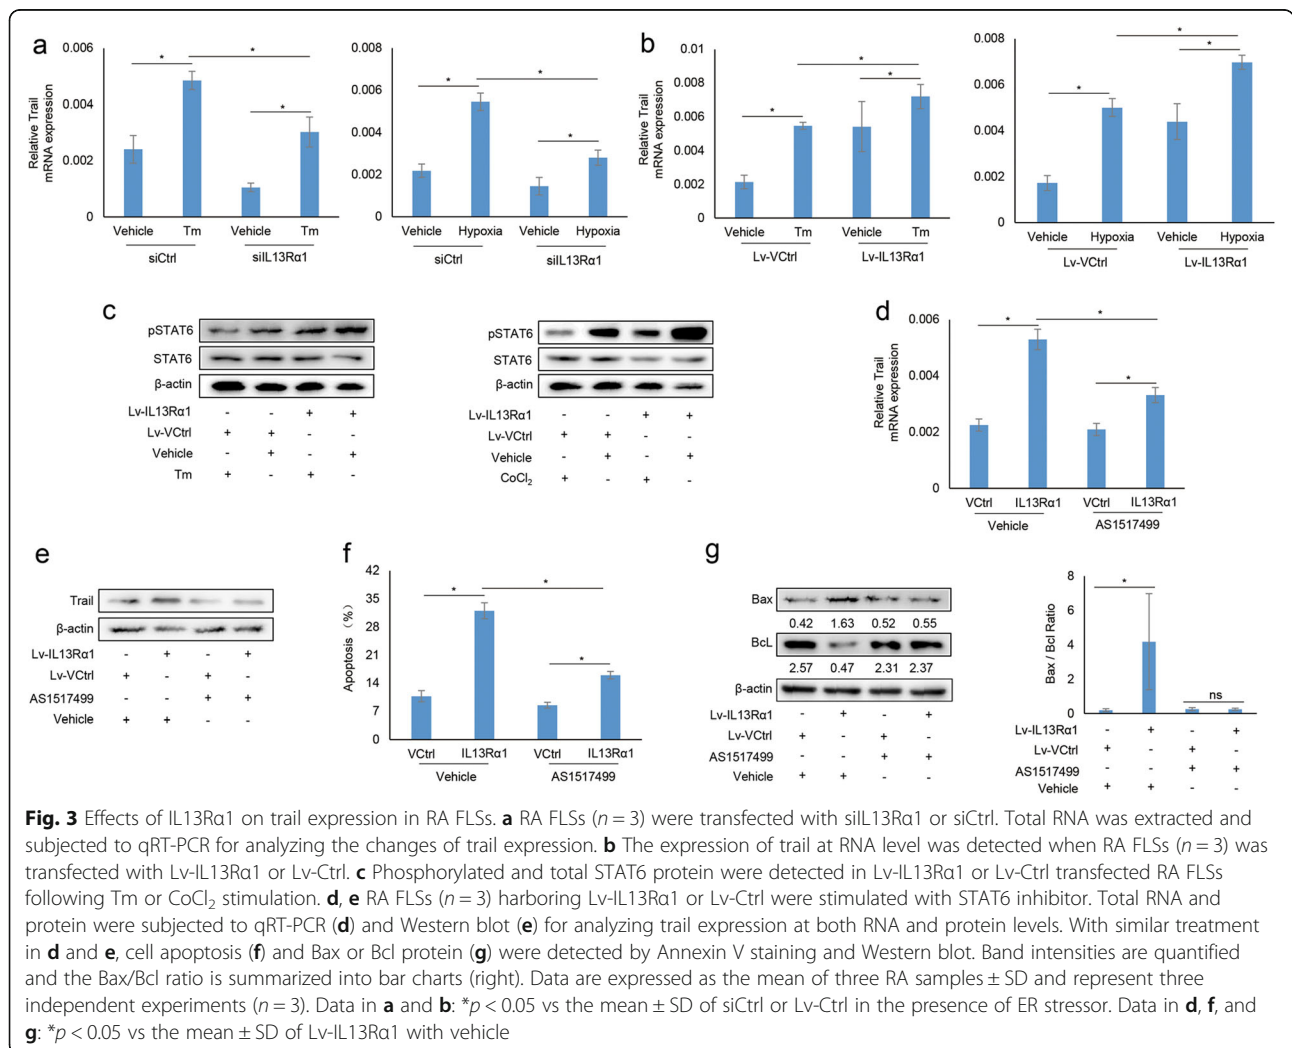 a
Relative Trail
mRNA expression
0.006
0.004
0.002
0
*
*
*
Vehicle Tm Vehicle Tm
siCtrl siIL13Rα1
0.008
0.006
0.004
0.002
0
*
*
*
Vehicle Hypoxia Vehicle Hypoxia
siCtrl siIL13Rα1
b
Relative Trail
mRNA expression
0.01
0.008
0.006
0.004
0.002
0
*
*
*
Vehicle Tm Vehicle Tm
Lv-VCtrl Lv-IL13Rα1
0.008
0.006
0.004
0.002
0
*
*
*
Vehicle Hypoxia Vehicle Hypoxia
Lv-VCtrl Lv-IL13Rα1
c
pSTAT6
STAT6
β-actin
Lv-IL13Rα1 - - + +
Lv-VCtrl + + - -
Vehicle - + - +
Tm + - + -
pSTAT6
STAT6
β-actin
Lv-IL13Rα1 - - + +
Lv-VCtrl + + - -
Vehicle - + - +
CoCl2 + - + -
d
Relative Trail
mRNA expression
0.006
0.004
0.002
0
*
*
*
VCtrl IL13Rα1 VCtrl IL13Rα1
Vehicle AS1517499
e
Trail
β-actin
Lv-IL13Rα1 - + - +
Lv-VCtrl + - + -
AS1517499 - - + +
Vehicle + + - -
f
Apoptosis (%)
42
35
28
21
14
7
0
*
*
*
VCtrl IL13Rα1 VCtrl IL13Rα1
Vehicle AS1517499
g
Bax
0.42 1.63 0.52 0.55
BcL
2.57 0.47 2.31 2.37
β-actin
Lv-IL13Rα1 - + - +
Lv-VCtrl + - + -
AS1517499 - - + +
Vehicle + + - -
Bax / Bcl Ratio
8
6
4
2
0
*
ns
Lv-IL13Rα1 - + - +
Lv-VCtrl + - + -
AS1517499 - - + +
Vehicle + + - -
Fig. 3 Effects of IL13Rα1 on trail expression in RA FLSs. a RA FLSs (n = 3) were transfected with siIL13Rα1 or siCtrl. Total RNA was extracted and
subjected to qRT-PCR for analyzing the changes of trail expression. b The expression of trail at RNA level was detected when RA FLSs (n = 3) was
transfected with Lv-IL13Rα1 or Lv-Ctrl. c Phosphorylated and total STAT6 protein were detected in Lv-IL13Rα1 or Lv-Ctrl transfected RA FLSs
following Tm or CoCl2 stimulation. d, e RA FLSs (n = 3) harboring Lv-IL13Rα1 or Lv-Ctrl were stimulated with STAT6 inhibitor. Total RNA and
protein were subjected to qRT-PCR (d) and Western blot (e) for analyzing trail expression at both RNA and protein levels. With similar treatment
in d and e, cell apoptosis (f) and Bax or Bcl protein (g) were detected by Annexin V staining and Western blot. Band intensities are quantified
and the Bax/Bcl ratio is summarized into bar charts (right). Data are expressed as the mean of three RA samples ± SD and represent three
independent experiments (n = 3). Data in a and b: *p < 0.05 vs the mean ± SD of siCtrl or Lv-Ctrl in the presence of ER stressor. Data in d, f, and
g: *p < 0.05 vs the mean ± SD of Lv-IL13Rα1 with vehicle